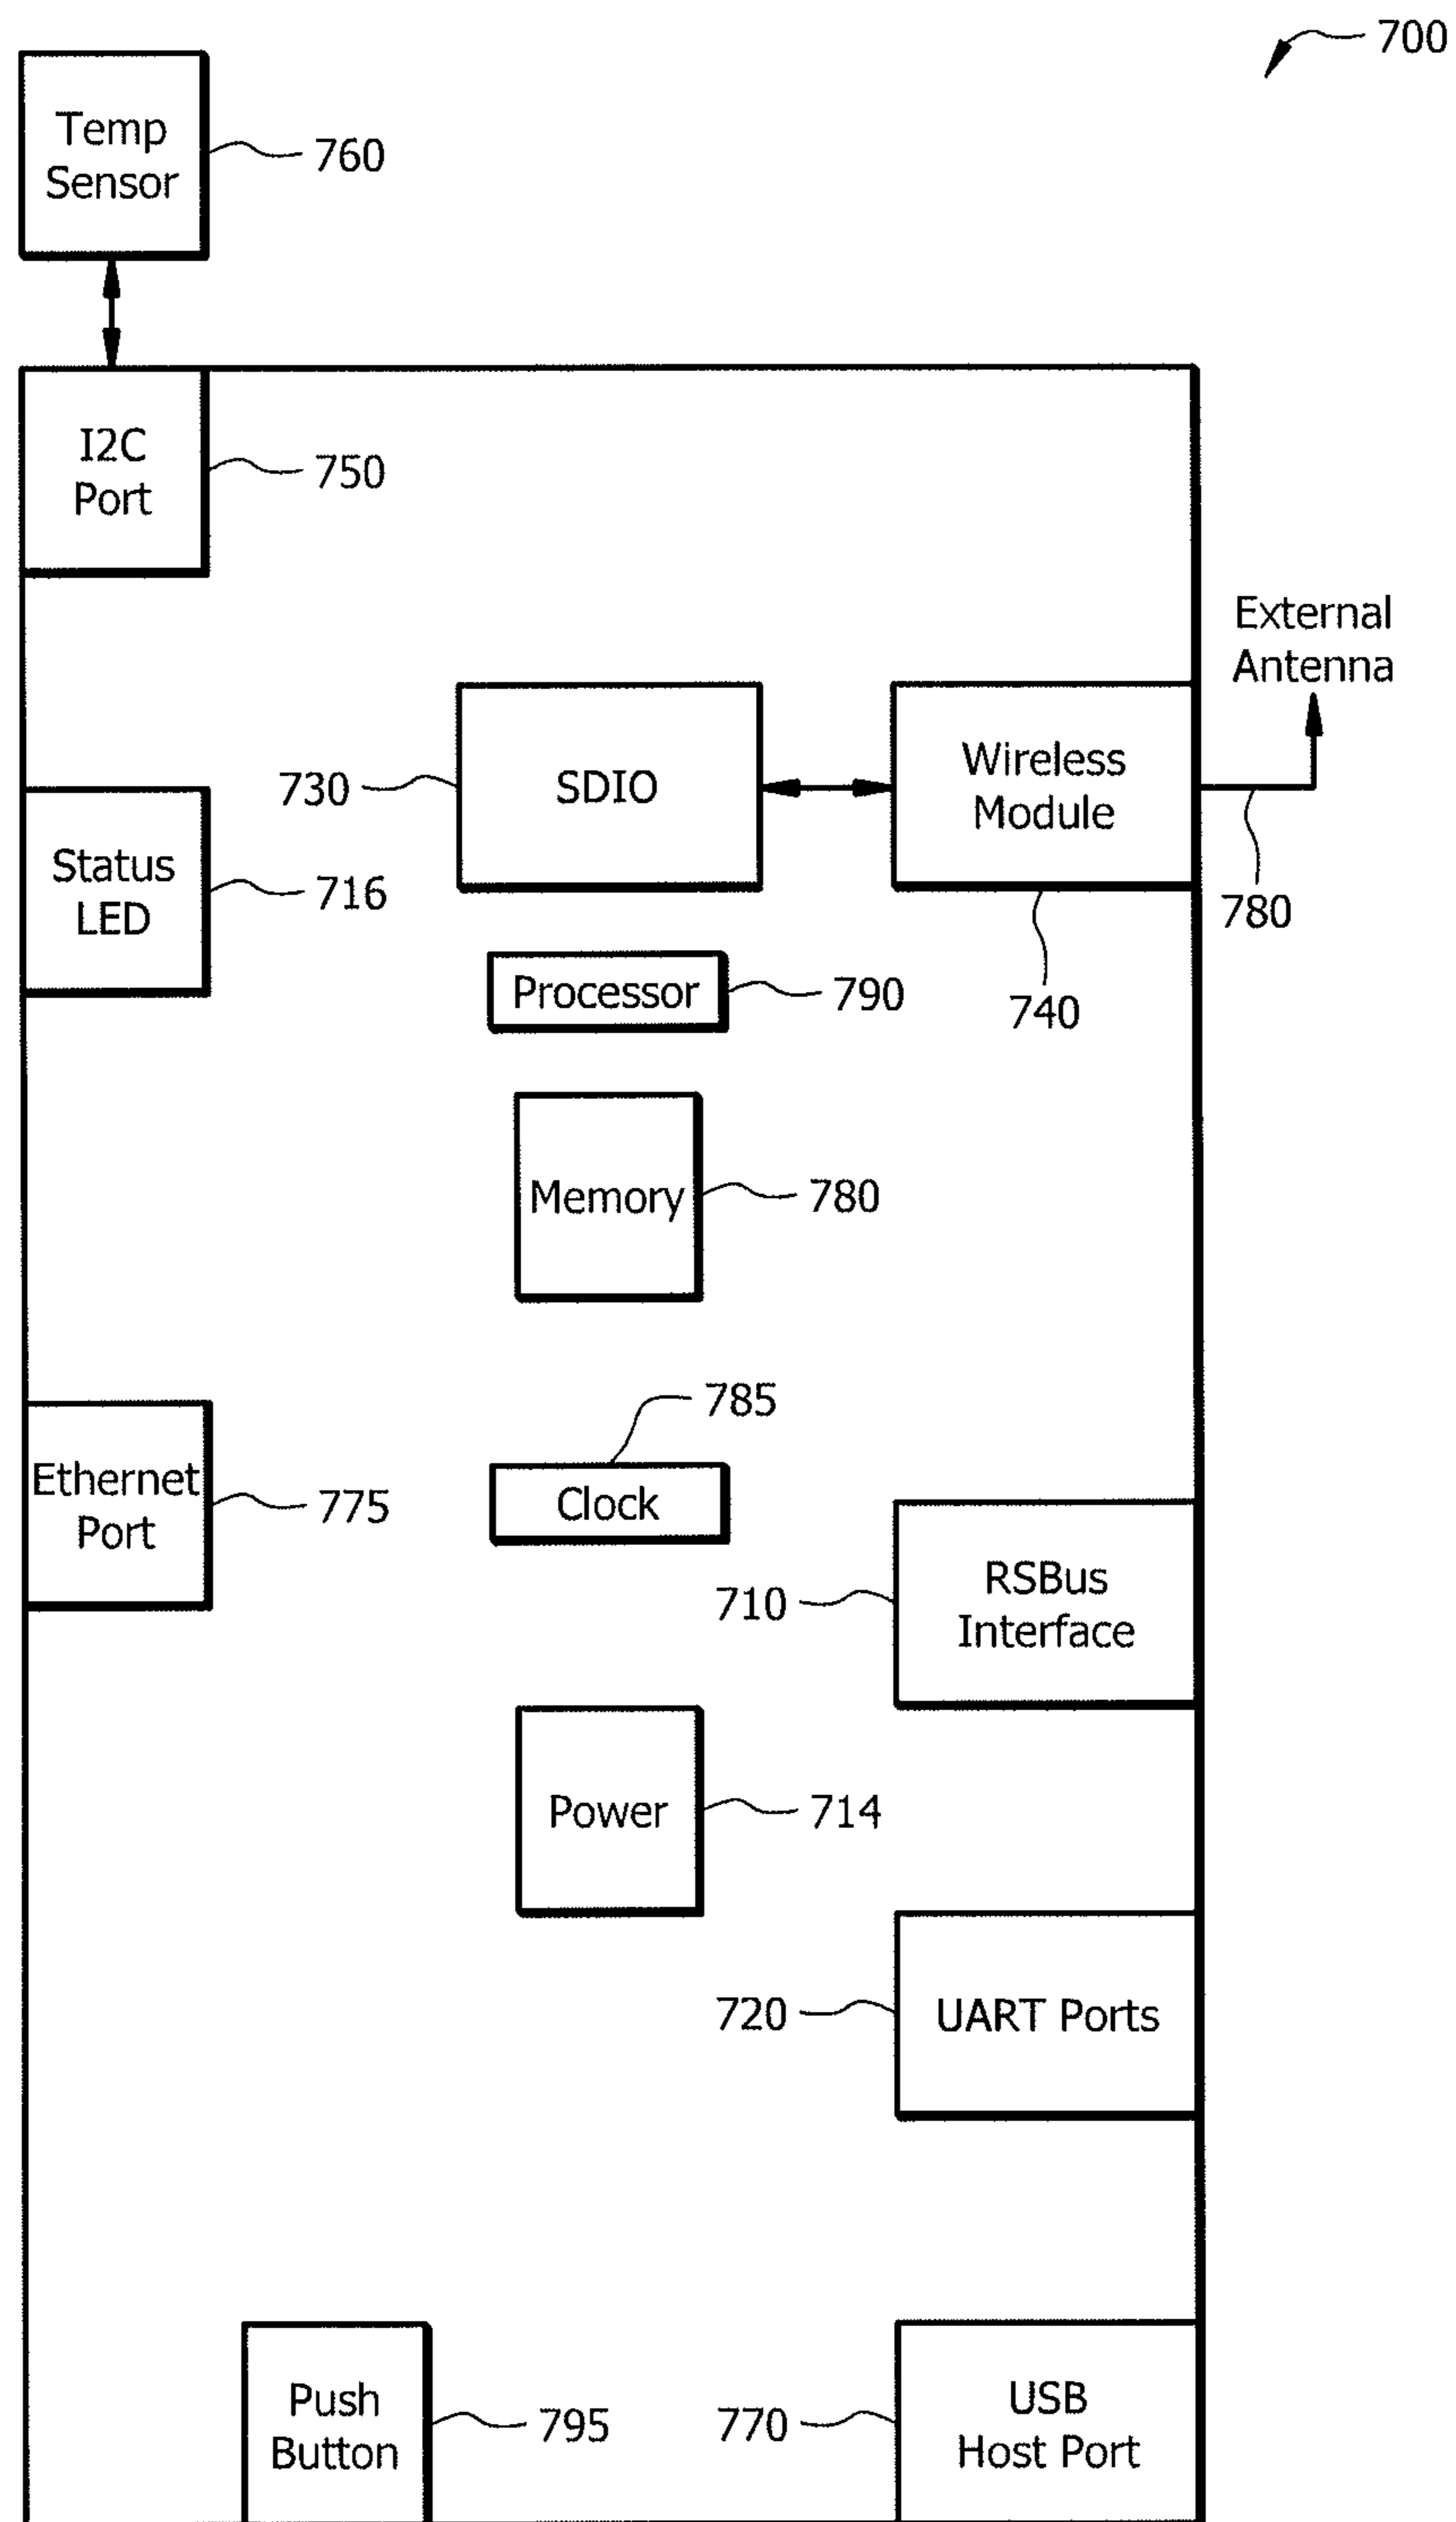 700
Temp
Sensor
760
I2C
Port
750
External
Antenna
730
SDIO
Wireless
Module
780
740
Status
LED
716
Processor
790
Memory
780
785
Ethernet
Port
775
Clock
710
RSBus
Interface
Power
714
720
UART Ports
Push
Button
795
770
USB
Host Port